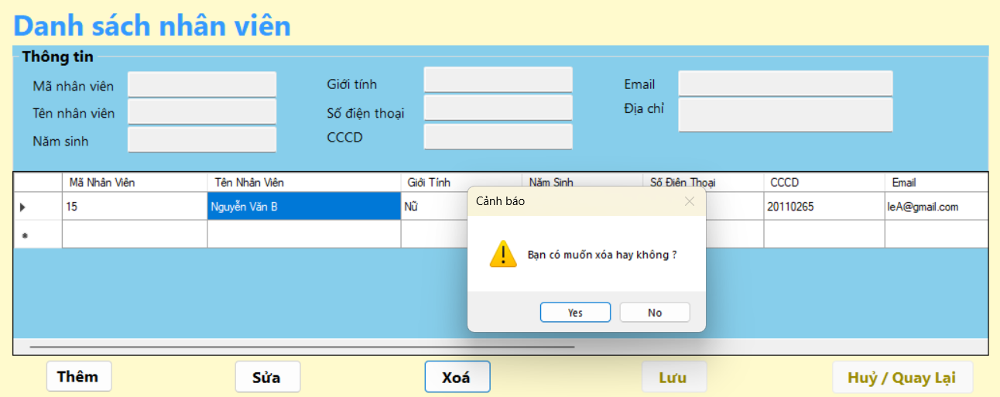 Danh sách nhân viên
Thông tin
Mã nhân viên
Giới tính
Email
Tên nhân viên
Số điện thoại
Địa chỉ
Năm sinh
CCCD
Mã Nhân Viên Tên Nhân Viên Giới Tính Năm Sinh Số Điện Thoại CCCD Email
15 Nguyễn Văn B Nữ 20110265 leA@gmail.com
Cảnh báo
Bạn có muốn xóa hay không ?
Yes No
Thêm Sửa Xoá Lưu Huỷ / Quay Lại